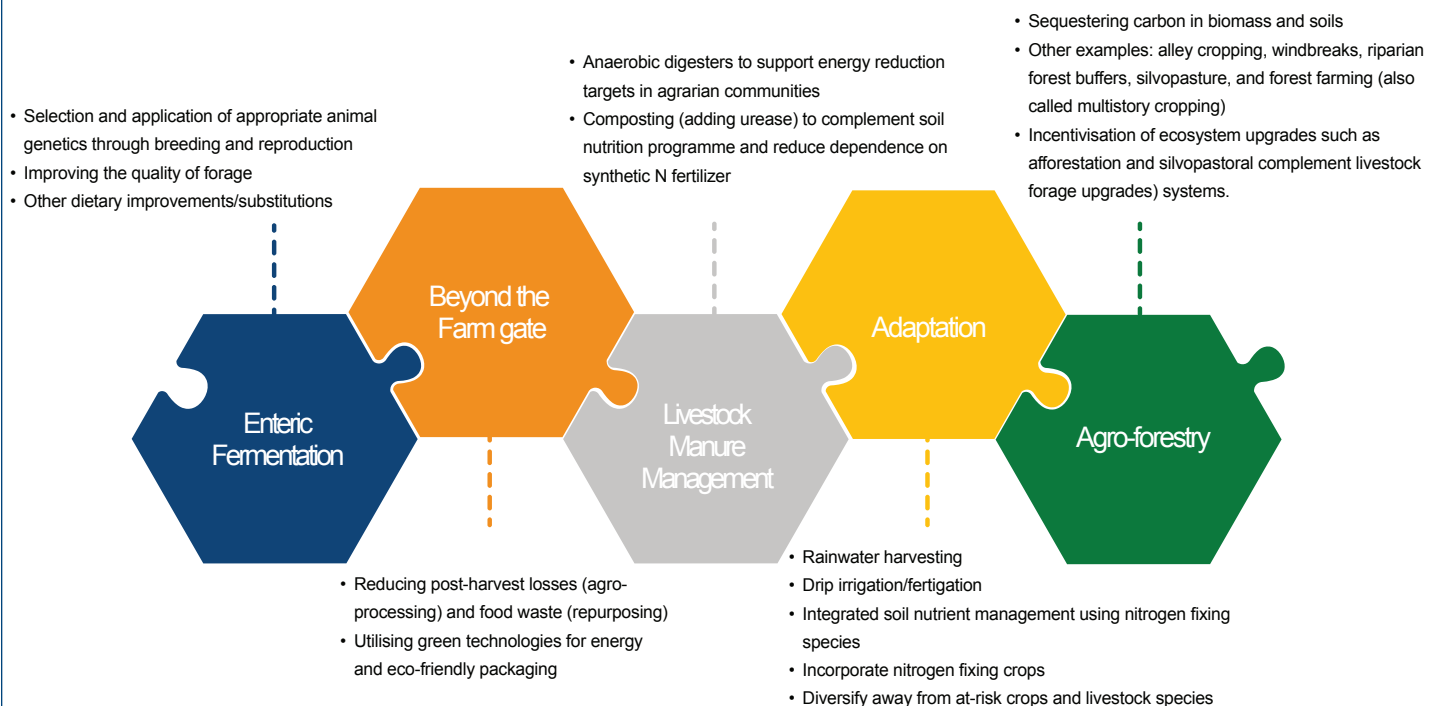 • Selection and application of appropriate animal
genetics through breeding and reproduction
• Improving the quality of forage
• Other dietary improvements/substitutions
Enteric
Fermentation
Beyond the
Farm gate
• Reducing post-harvest losses (agro-
processing) and food waste (repurposing)
• Utilising green technologies for energy
and eco-friendly packaging
• Anaerobic digesters to support energy reduction
targets in agrarian communities
• Composting (adding urease) to complement soil
nutrition programme and reduce dependence on
synthetic N fertilizer
Livestock
Manure
Management
Adaptation
• Rainwater harvesting
• Drip irrigation/fertigation
• Integrated soil nutrient management using nitrogen fixing
species
• Incorporate nitrogen fixing crops
• Diversify away from at-risk crops and livestock species
• Sequestering carbon in biomass and soils
• Other examples: alley cropping, windbreaks, riparian
forest buffers, silvopasture, and forest farming (also
called multistory cropping)
• Incentivisation of ecosystem upgrades such as
afforestation and silvopastoral complement livestock
forage upgrades) systems.
Agro-forestry